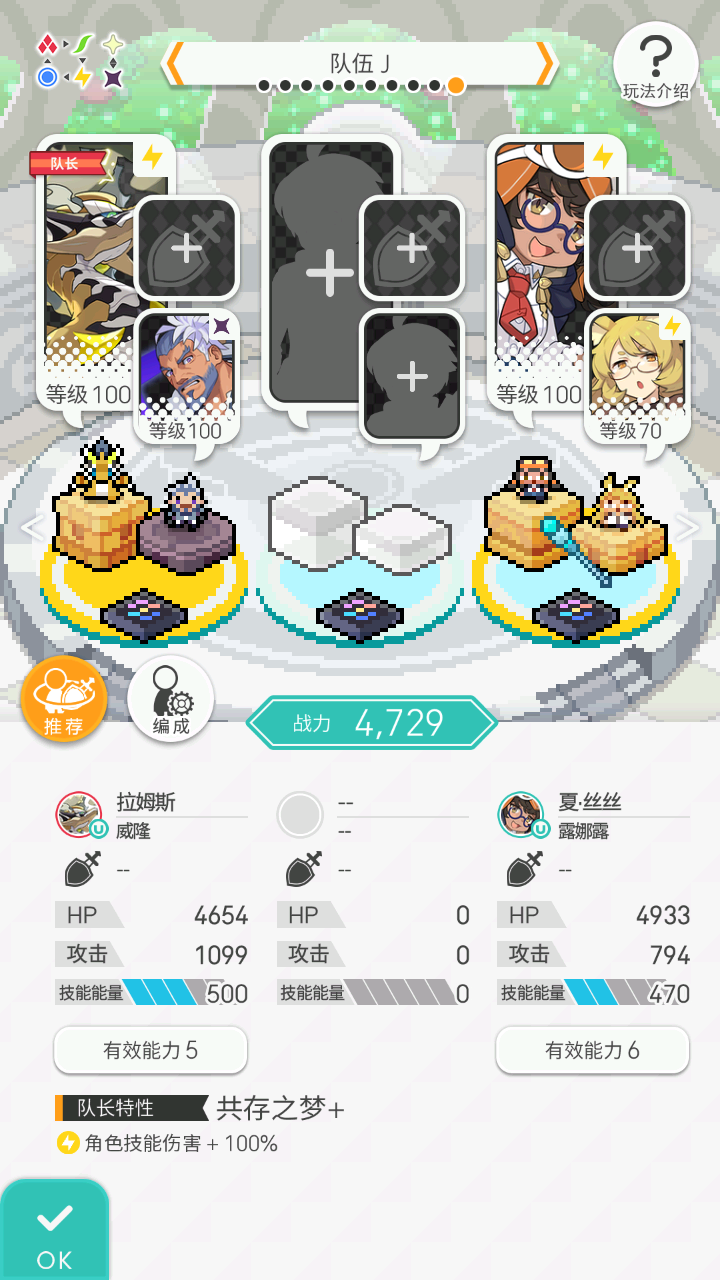 队伍 J
玩法介绍
队长
等级 100
等级100
等级 100
等级 70
推荐
编成
战力 4,729
拉姆斯
威隆
--
HP 4654
攻击 1099
技能能量 500
有效能力 5
--
--
--
HP 0
攻击 0
技能能量 0
夏·丝丝
露娜露
--
HP 4933
攻击 794
技能能量 470
有效能力 6
队长特性 共存之梦+
角色技能伤害 + 100%
OK